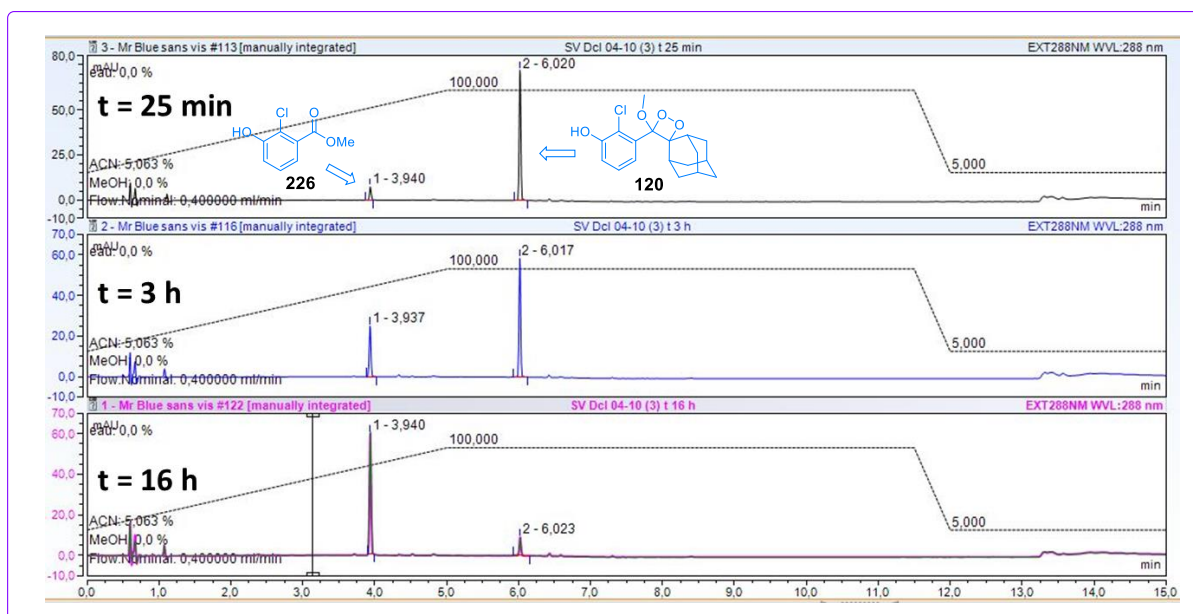 3 - Mr Blue sans vis #113 [manually integrated] SV Dcl 04-10 (3) t 25 min EXT288NM WVL:288 nm
80,0
mAU
eau: 0,0 %
2 - 6,020
100,000
t = 25 min
50,0
HO
Cl
O
OMe
226
HO
Cl
O
O
O
120
25,0
ACN: 5,063 %
1 - 3,940
5,000
MeOH: 0,0 %
0,0
Flow.Nominal: 0,400000 ml/min
min
-10,0
2 - Mr Blue sans vis #116 [manually integrated] SV Dcl 04-10 (3) t 3 h EXT288NM WVL:288 nm
70,0
mAU
eau: 0,0 %
60,0
2 - 6,017
100,000
t = 3 h
40,0
1 - 3,937
20,0
ACN: 5,063 %
5,000
MeOH: 0,0 %
0,0
Flow.Nominal: 0,400000 ml/min
min
-10,0
1 - Mr Blue sans vis #122 [manually integrated] SV Dcl 04-10 (3) t 16 h EXT288NM WVL:288 nm
70,0
mAU
eau: 0,0 %
60,0
1 - 3,940
100,000
t = 16 h
40,0
20,0
ACN: 5,063 %
2 - 6,023
5,000
MeOH: 0,0 %
0,0
Flow.Nominal: 0,400000 ml/min
min
-10,0
0,0 1,0 2,0 3,0 4,0 5,0 6,0 7,0 8,0 9,0 10,0 11,0 12,0 13,0 14,0 15,0